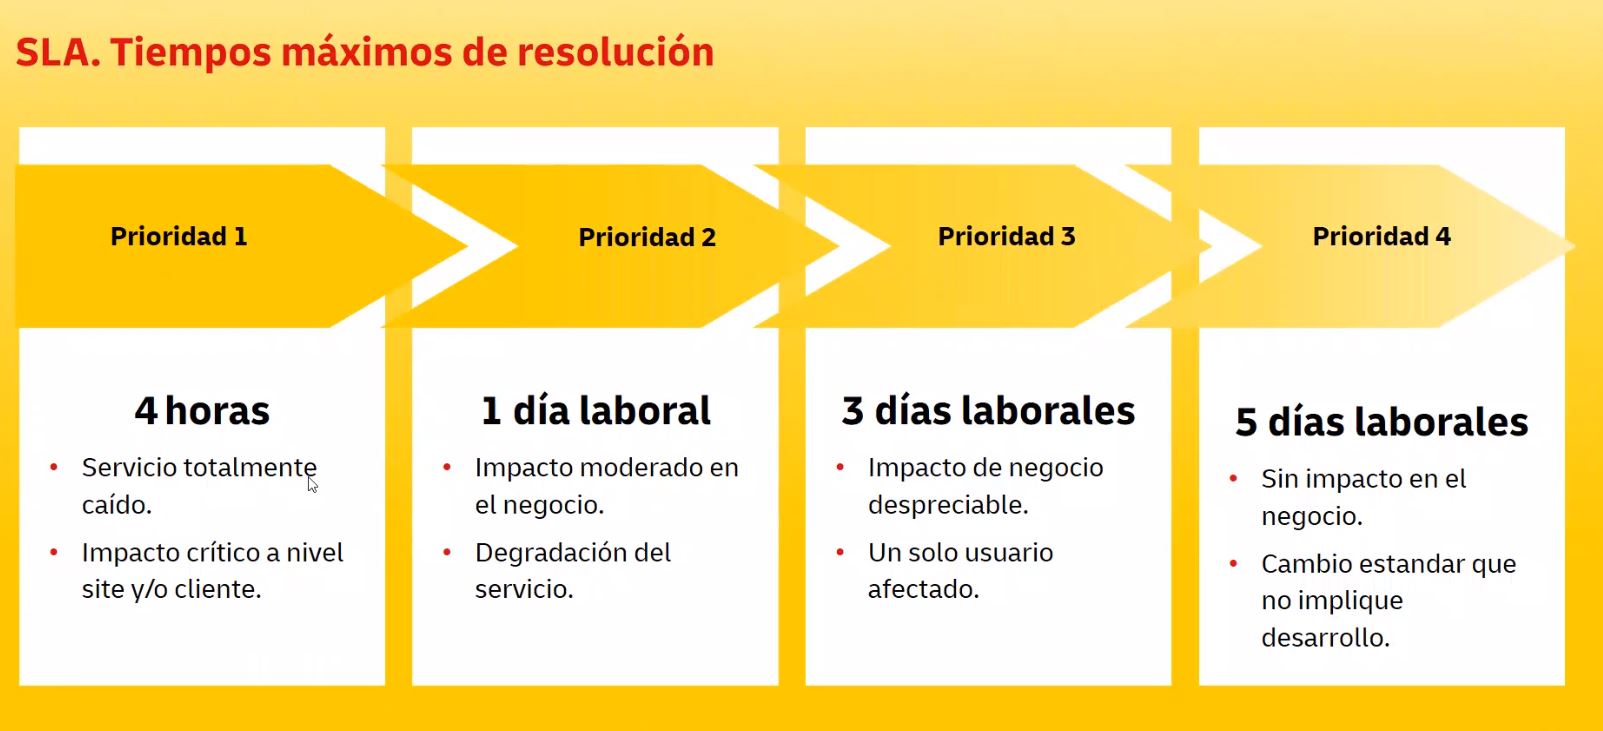 SLA. Tiempos máximos de resolución
Prioridad 1
4 horas
• Servicio totalmente
caído.
• Impacto crítico a nivel
site y/o cliente.
Prioridad 2
1 día laboral
• Impacto moderado en
el negocio.
• Degradación del
servicio.
Prioridad 3
3 días laborales
• Impacto de negocio
despreciable.
• Un solo usuario
afectado.
Prioridad 4
5 días laborales
• Sin impacto en el
negocio.
• Cambio estandar que
no implique
desarrollo.